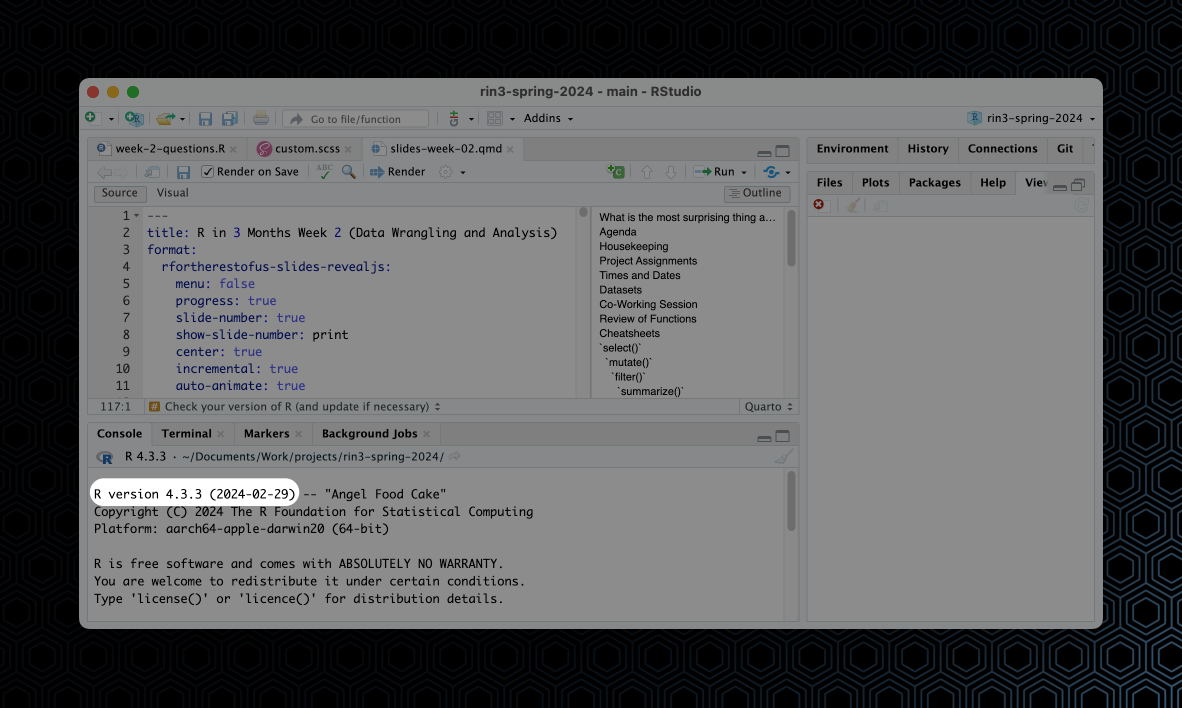 rin3-spring-2024 - main - RStudio
Go to file/function
Addins
rin3-spring-2024
week-2-questions.R
custom.scss
slides-week-02.qmd
Render on Save
ABC
Render
Run
Source
Visual
Outline
1 ---
2 title: R in 3 Months Week 2 (Data Wrangling and Analysis)
3 format:
4 rfortherestofus-slides-revealjs:
5 menu: false
6 progress: true
7 slide-number: true
8 show-slide-number: print
9 center: true
10 incremental: true
11 auto-animate: true
What is the most surprising thing a...
Agenda
Housekeeping
Project Assignments
Times and Dates
Datasets
Co-Working Session
Review of Functions
Cheatsheets
`select()`
`mutate()`
`filter()`
`summarize()`
117:1
# Check your version of R (and update if necessary)
Quarto
Console
Terminal
Markers
Background Jobs
R 4.3.3 · ~/Documents/Work/projects/rin3-spring-2024/
R version 4.3.3 (2024-02-29) -- "Angel Food Cake"
Copyright (C) 2024 The R Foundation for Statistical Computing
Platform: aarch64-apple-darwin20 (64-bit)
R is free software and comes with ABSOLUTELY NO WARRANTY.
You are welcome to redistribute it under certain conditions.
Type 'license()' or 'licence()' for distribution details.
Environment
History
Connections
Git
Files
Plots
Packages
Help